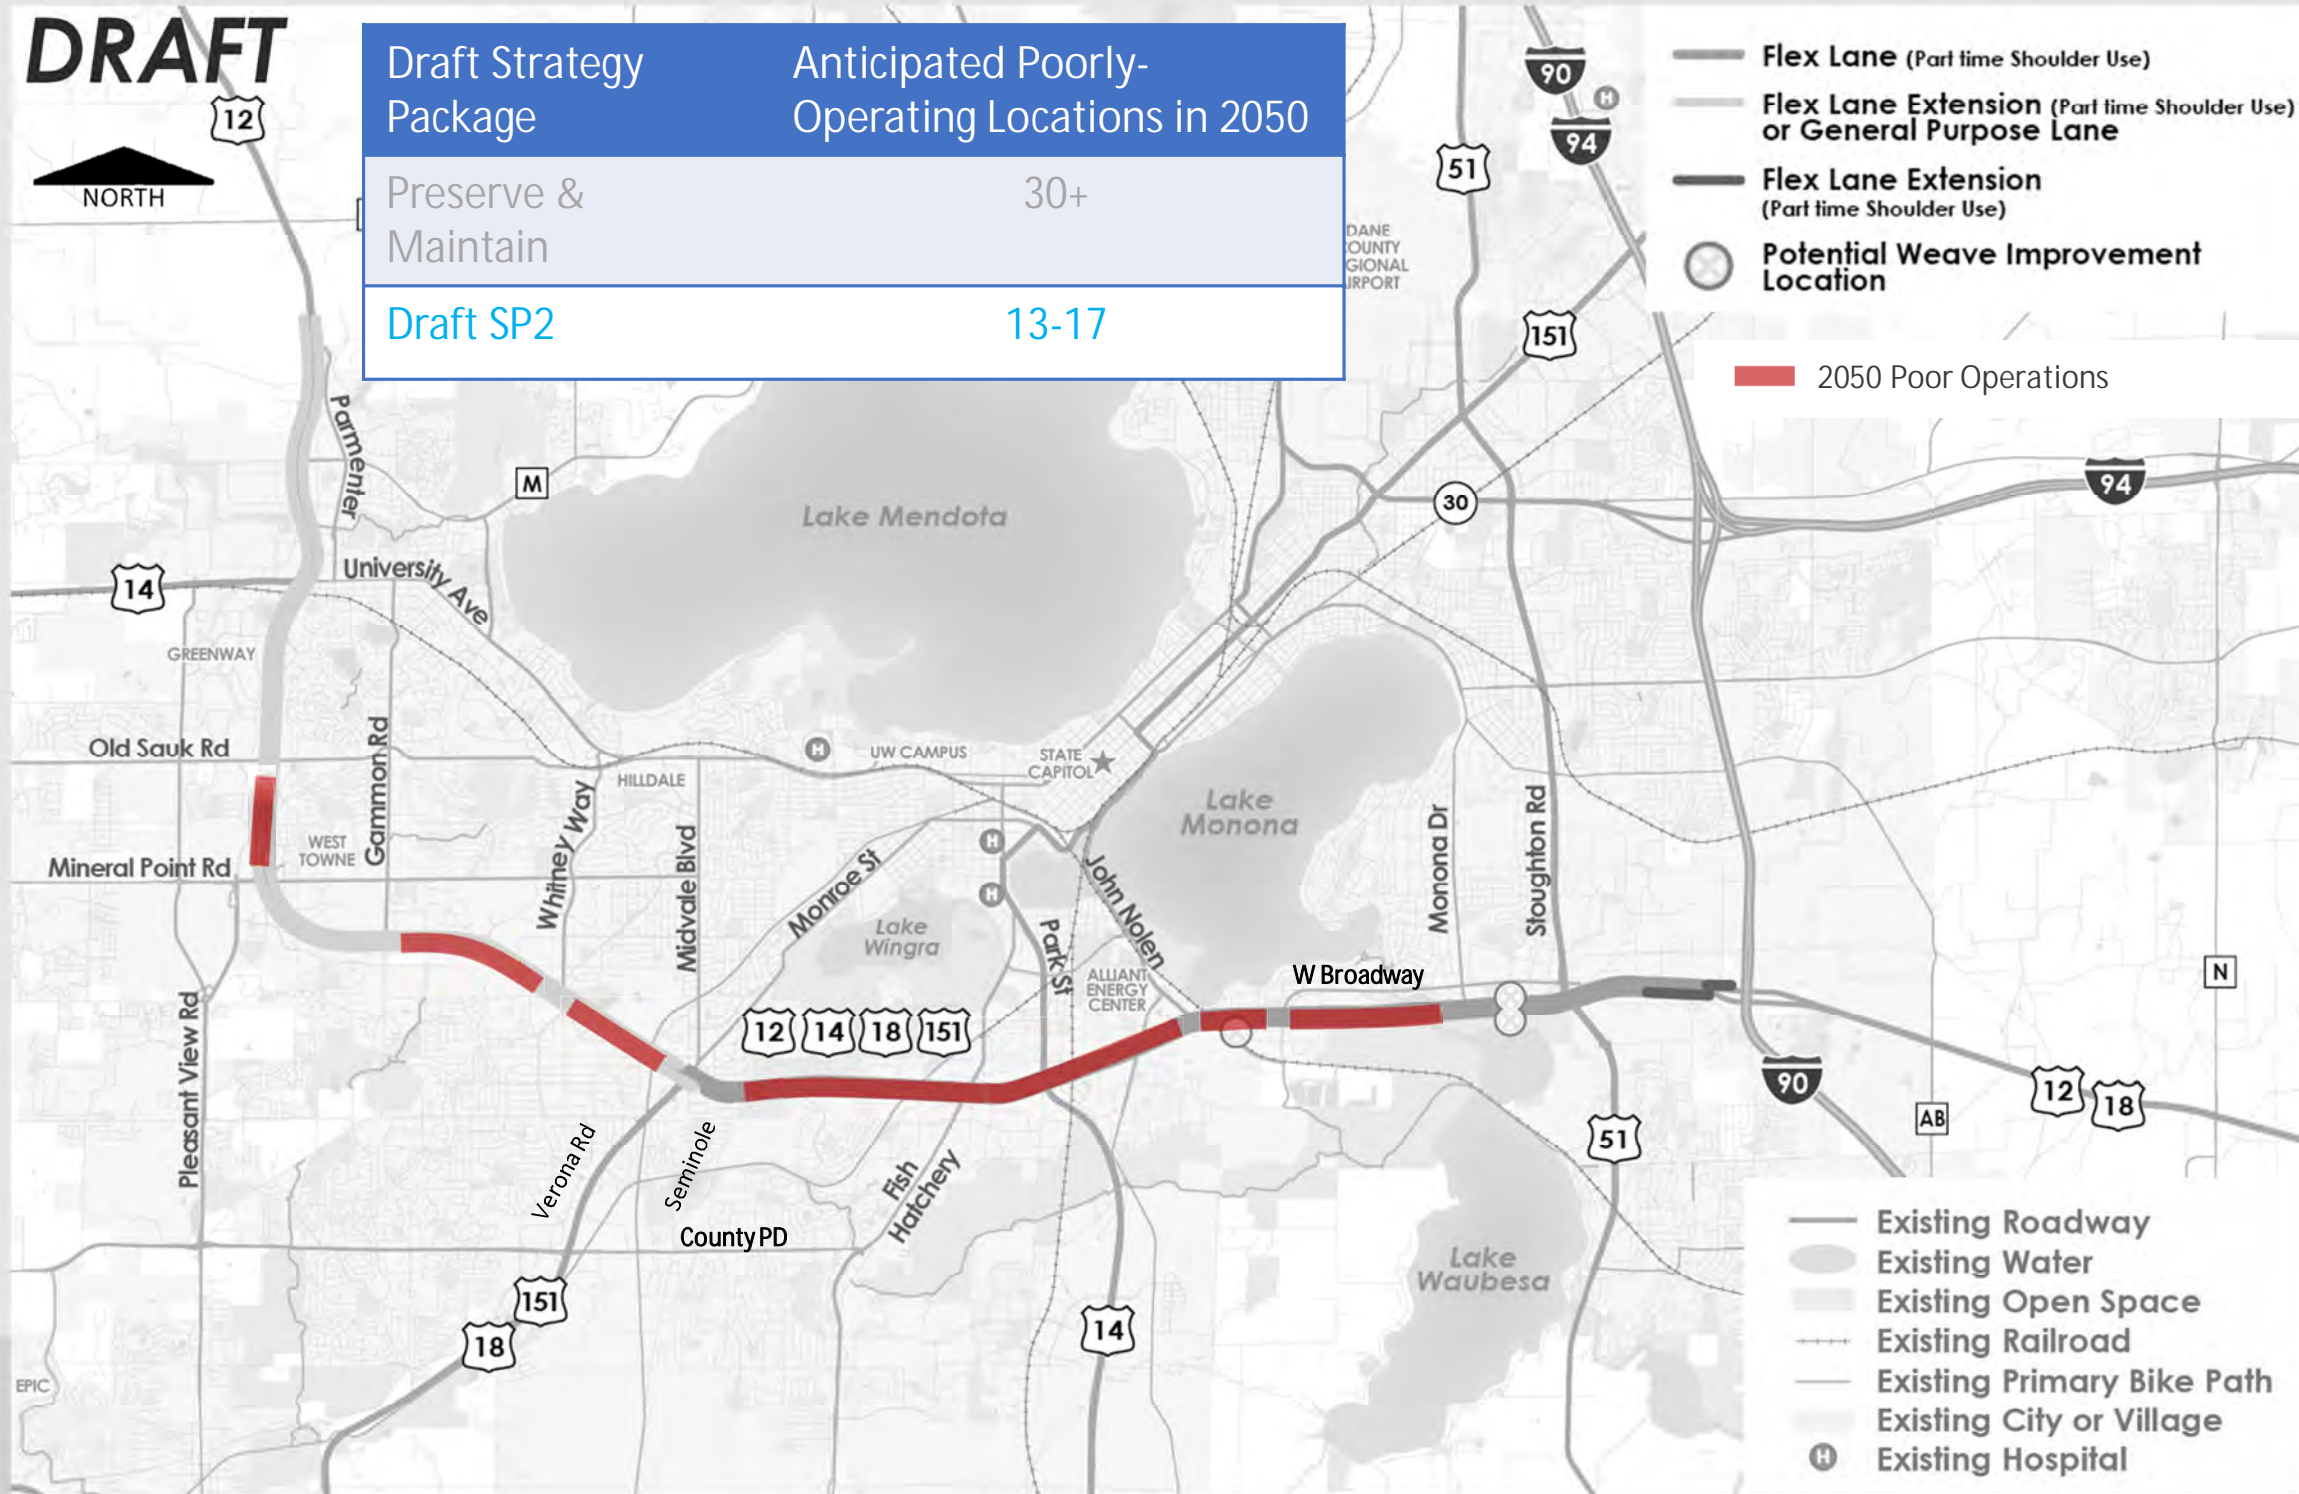 DRAFT
NORTH
Draft Strategy
Package
Anticipated Poorly-
Operating Locations in 2050
Preserve &
Maintain
30+
Draft SP2
13-17
Flex Lane (Part time Shoulder Use)
Flex Lane Extension (Part time Shoulder Use)
or General Purpose Lane
Flex Lane Extension
(Part time Shoulder Use)
Potential Weave Improvement
Location
2050 Poor Operations
12
90
94
51
151
DANE
COUNTY
GIONAL
AIRPORT
Parmenter
M
Lake Mendota
30
94
14
University Ave
GREENWAY
Old Sauk Rd
Gammon Rd
HILLDALE
H
H
UW CAMPUS
STATE
CAPITOL
Lake
Monona
WEST
TOWNE
Mineral Point Rd
Whitney Way
Midvale Blvd
Monroe St
Lake
Wingra
H
H
John Nolen
Park St
Monona Dr
Stoughton Rd
ALLIANT
ENERGY
CENTER
W Broadway
N
Pleasant View Rd
12
14
18
151
90
12
18
AB
51
Verona Rd
Seminole
Fish
Hatchery
County PD
151
18
14
Lake
Waubesa
EPIC
Existing Roadway
Existing Water
Existing Open Space
Existing Railroad
Existing Primary Bike Path
Existing City or Village
H
Existing Hospital